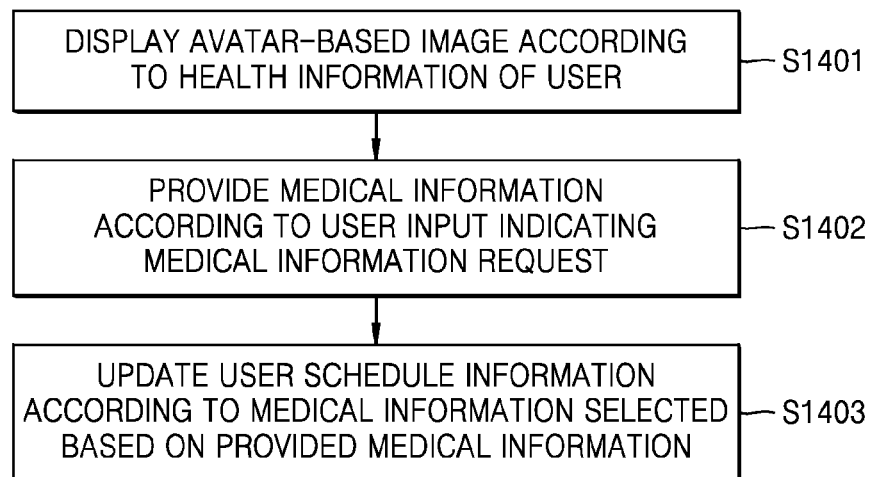 DISPLAY AVATAR-BASED IMAGE ACCORDING
TO HEALTH INFORMATION OF USER
S1401
PROVIDE MEDICAL INFORMATION
ACCORDING TO USER INPUT INDICATING
MEDICAL INFORMATION REQUEST
S1402
UPDATE USER SCHEDULE INFORMATION
ACCORDING TO MEDICAL INFORMATION SELECTED
BASED ON PROVIDED MEDICAL INFORMATION
S1403